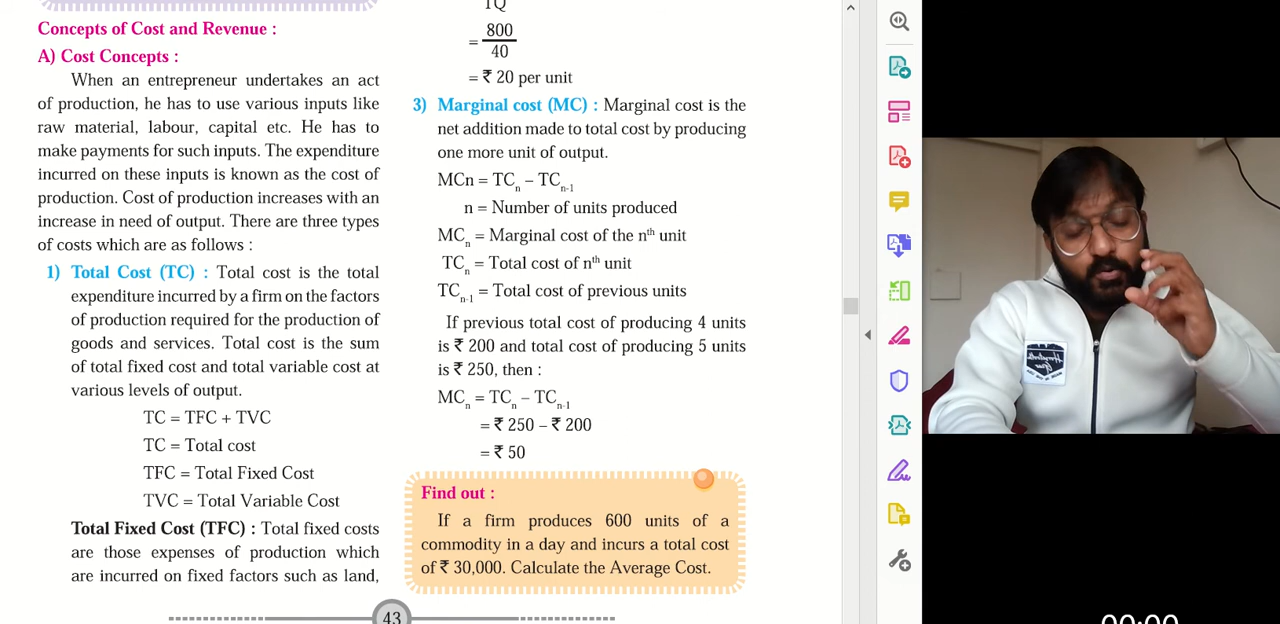 Concepts of Cost and Revenue :
A) Cost Concepts :
When an entrepreneur undertakes an act
of production, he has to use various inputs like
raw material, labour, capital etc. He has to
make payments for such inputs. The expenditure
incurred on these inputs is known as the cost of
production. Cost of production increases with an
increase in need of output. There are three types
of costs which are as follows :
1) Total Cost (TC) : Total cost is the total
expenditure incurred by a firm on the factors
of production required for the production of
goods and services. Total cost is the sum
of total fixed cost and total variable cost at
various levels of output.
TC = TFC + TVC
TC = Total cost
TFC = Total Fixed Cost
TVC = Total Variable Cost
Total Fixed Cost (TFC) : Total fixed costs
are those expenses of production which
are incurred on fixed factors such as land,
TQ
= 800
40
= ₹ 20 per unit
3) Marginal cost (MC) : Marginal cost is the
net addition made to total cost by producing
one more unit of output.
MCn = TCn – TCn-1
n = Number of units produced
MCn = Marginal cost of the nth unit
TCn = Total cost of nth unit
TCn-1 = Total cost of previous units
If previous total cost of producing 4 units
is ₹ 200 and total cost of producing 5 units
is ₹ 250, then :
MCn = TCn – TCn-1
= ₹ 250 – ₹ 200
= ₹ 50
Find out :
If a firm produces 600 units of a
commodity in a day and incurs a total cost
of ₹ 30,000. Calculate the Average Cost.
43
00:00